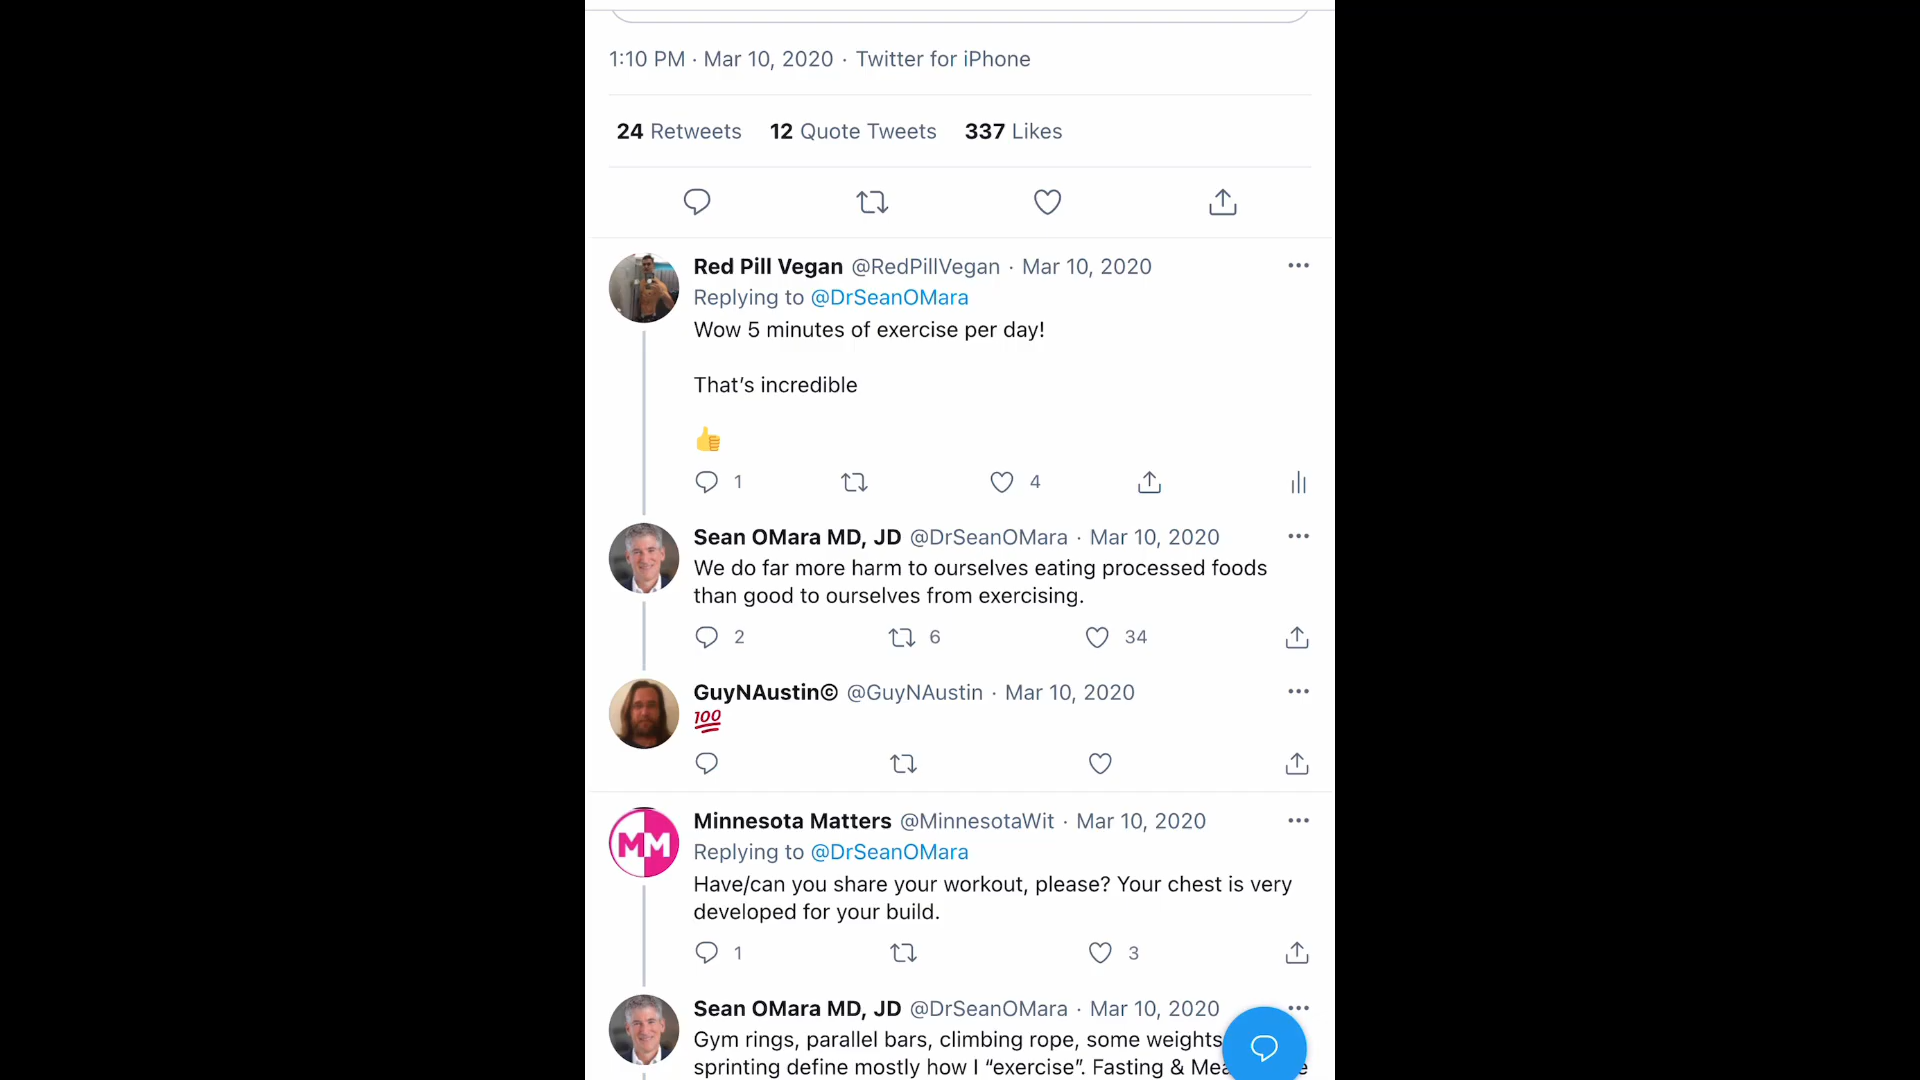 1:10 PM · Mar 10, 2020 · Twitter for iPhone
24 Retweets 12 Quote Tweets 337 Likes
Red Pill Vegan @RedPillVegan · Mar 10, 2020
Replying to @DrSeanOMara
Wow 5 minutes of exercise per day!
That’s incredible
👍
1 4
Sean OMara MD, JD @DrSeanOMara · Mar 10, 2020
We do far more harm to ourselves eating processed foods
than good to ourselves from exercising.
2 6 34
GuyNAustin© @GuyNAustin · Mar 10, 2020
💯
MM
Minnesota Matters @MinnesotaWit · Mar 10, 2020
Replying to @DrSeanOMara
Have/can you share your workout, please? Your chest is very
developed for your build.
1 3
Sean OMara MD, JD @DrSeanOMara · Mar 10, 2020
Gym rings, parallel bars, climbing rope, some weights
sprinting define mostly how I “exercise”. Fasting &